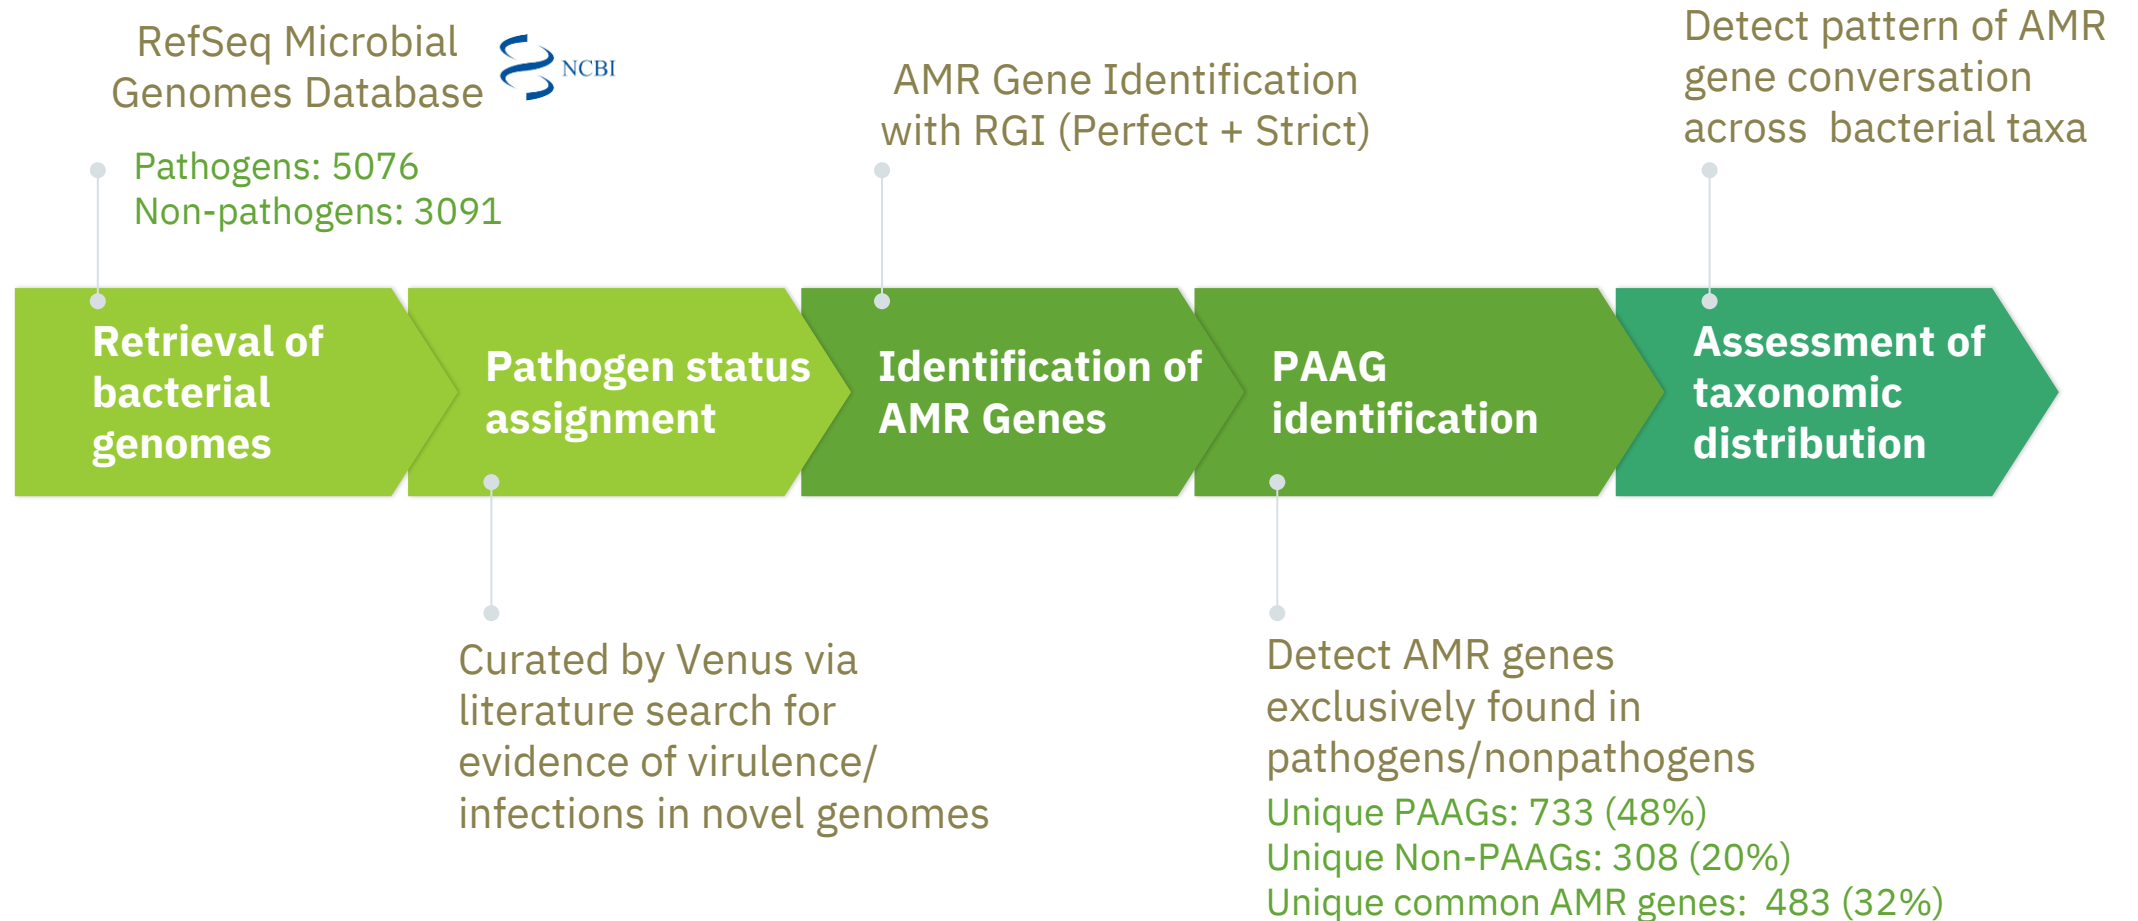 RefSeq Microbial
Genomes Database
NCBI
Pathogens: 5076
Non-pathogens: 3091
AMR Gene Identification
with RGI (Perfect + Strict)
Detect pattern of AMR
gene conversation
across  bacterial taxa
Retrieval of
bacterial
genomes
Pathogen status
assignment
Identification of
AMR Genes
PAAG
identification
Assessment of
taxonomic
distribution
Curated by Venus via
literature search for
evidence of virulence/
infections in novel genomes
Detect AMR genes
exclusively found in
pathogens/nonpathogens
Unique PAAGs: 733 (48%)
Unique Non-PAAGs: 308 (20%)
Unique common AMR genes:  483 (32%)